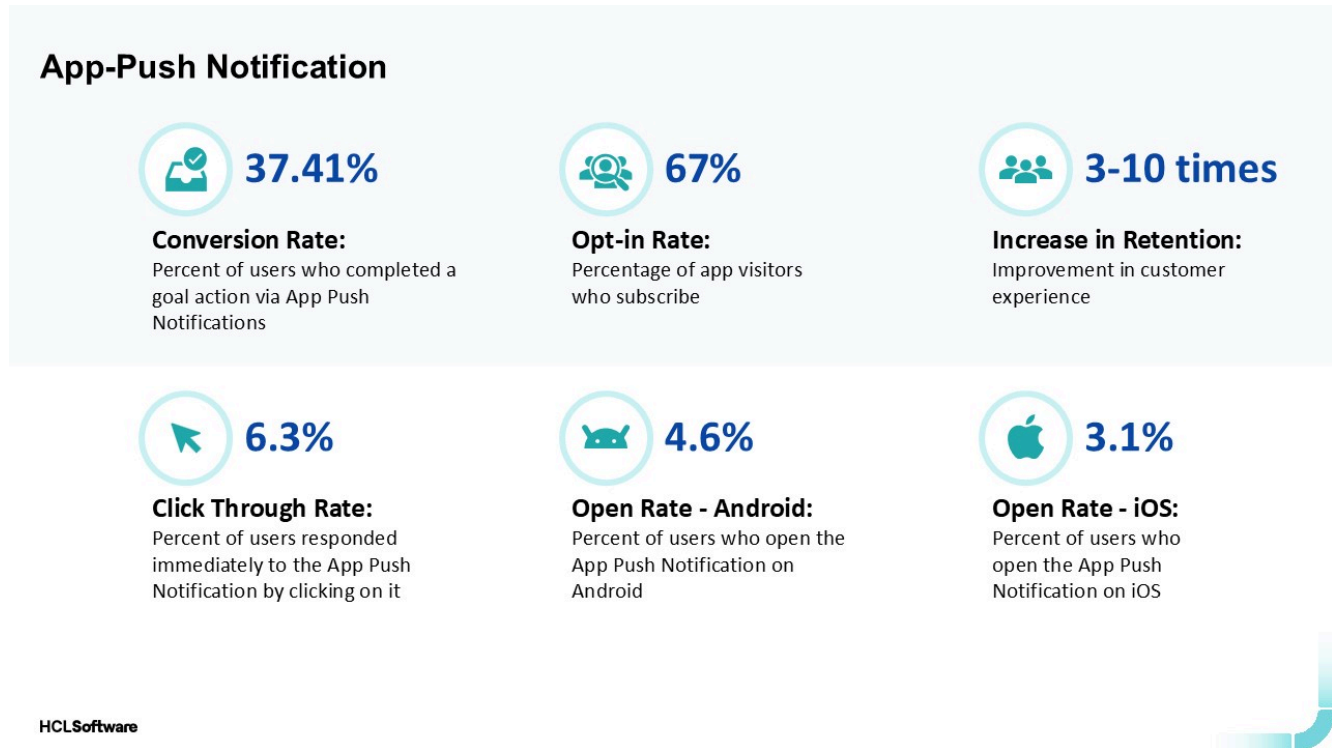 App-Push Notification
37.41%
Conversion Rate:
Percent of users who completed a
goal action via App Push
Notifications
67%
Opt-in Rate:
Percentage of app visitors
who subscribe
3-10 times
Increase in Retention:
Improvement in customer
experience
6.3%
Click Through Rate:
Percent of users responded
immediately to the App Push
Notification by clicking on it
4.6%
Open Rate - Android:
Percent of users who open the
App Push Notification on
Android
3.1%
Open Rate - iOS:
Percent of users who
open the App Push
Notification on iOS
HCLSoftware